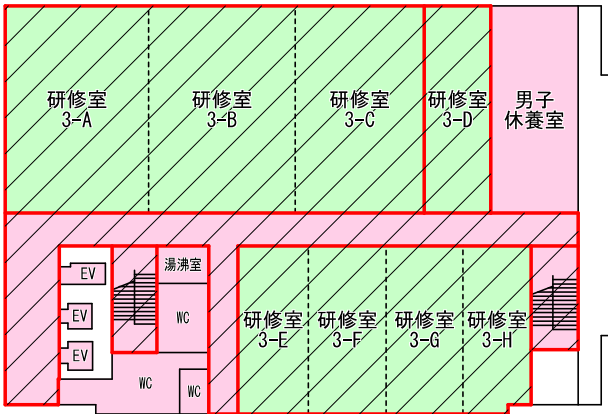 研修室
3-A
研修室
3-B
研修室
3-C
研修室
3-D
男子
休養室
EV
湯沸室
EV
WC
EV
WC
WC
研修室
3-E
研修室
3-F
研修室
3-G
研修室
3-H